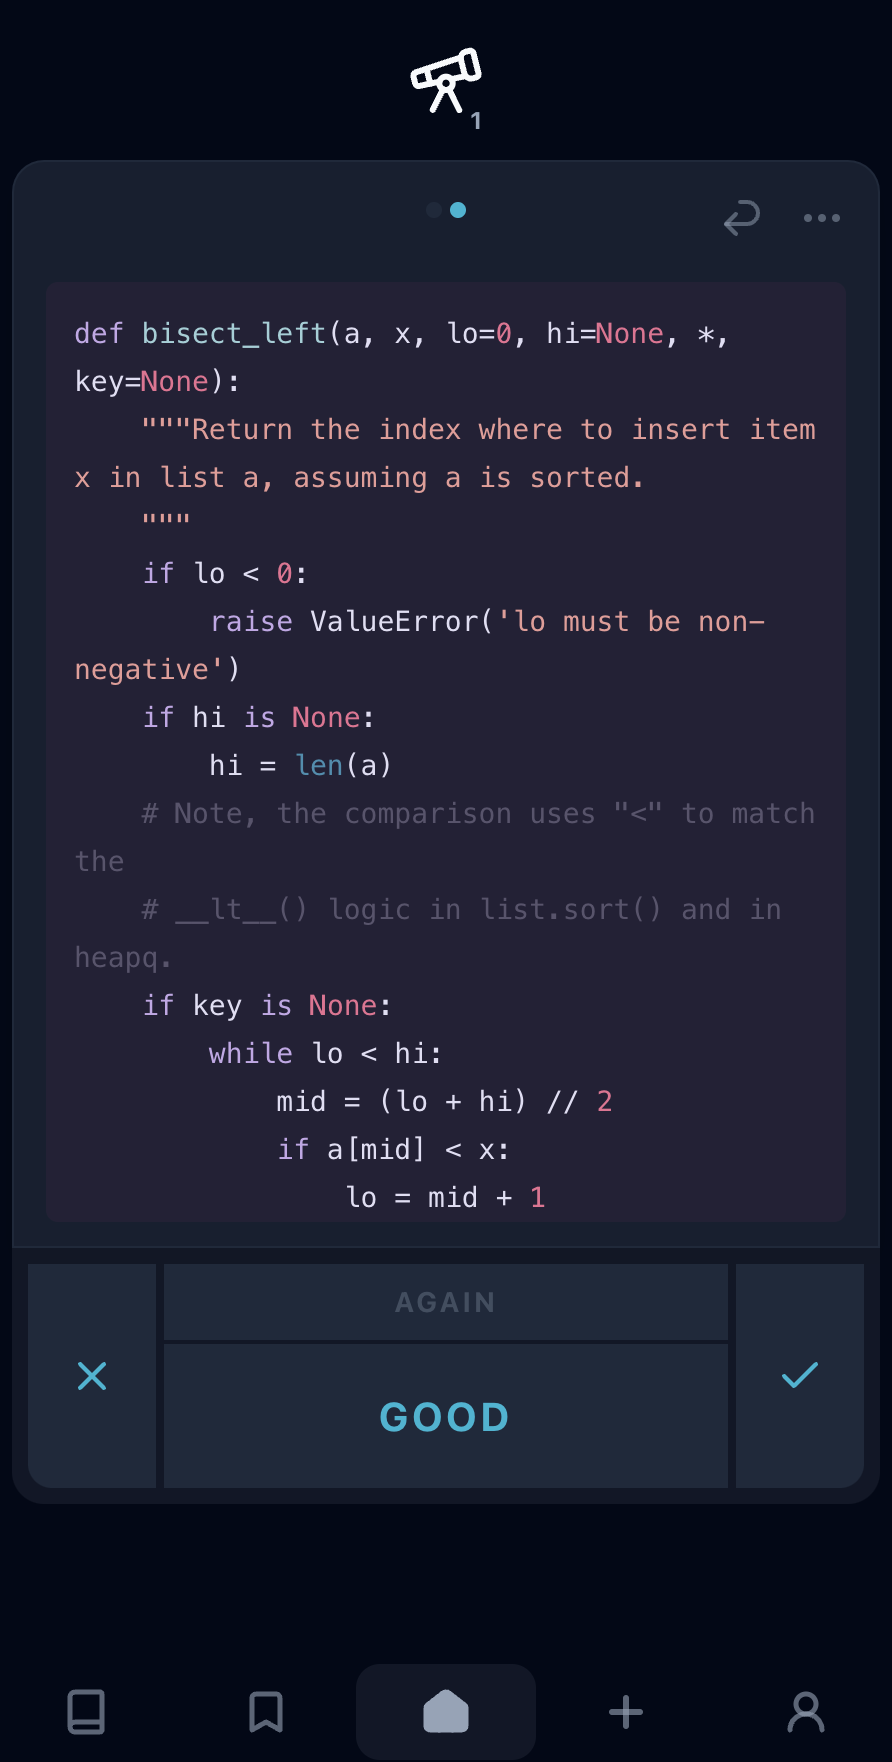 1
def bisect_left(a, x, lo=0, hi=None, *,
key=None):
    """Return the index where to insert item
x in list a, assuming a is sorted.
    """
    if lo < 0:
        raise ValueError('lo must be non-
negative')
    if hi is None:
        hi = len(a)
    # Note, the comparison uses "<" to match
the
    # __lt__() logic in list.sort() and in
heapq.
    if key is None:
        while lo < hi:
            mid = (lo + hi) // 2
            if a[mid] < x:
                lo = mid + 1
AGAIN
GOOD